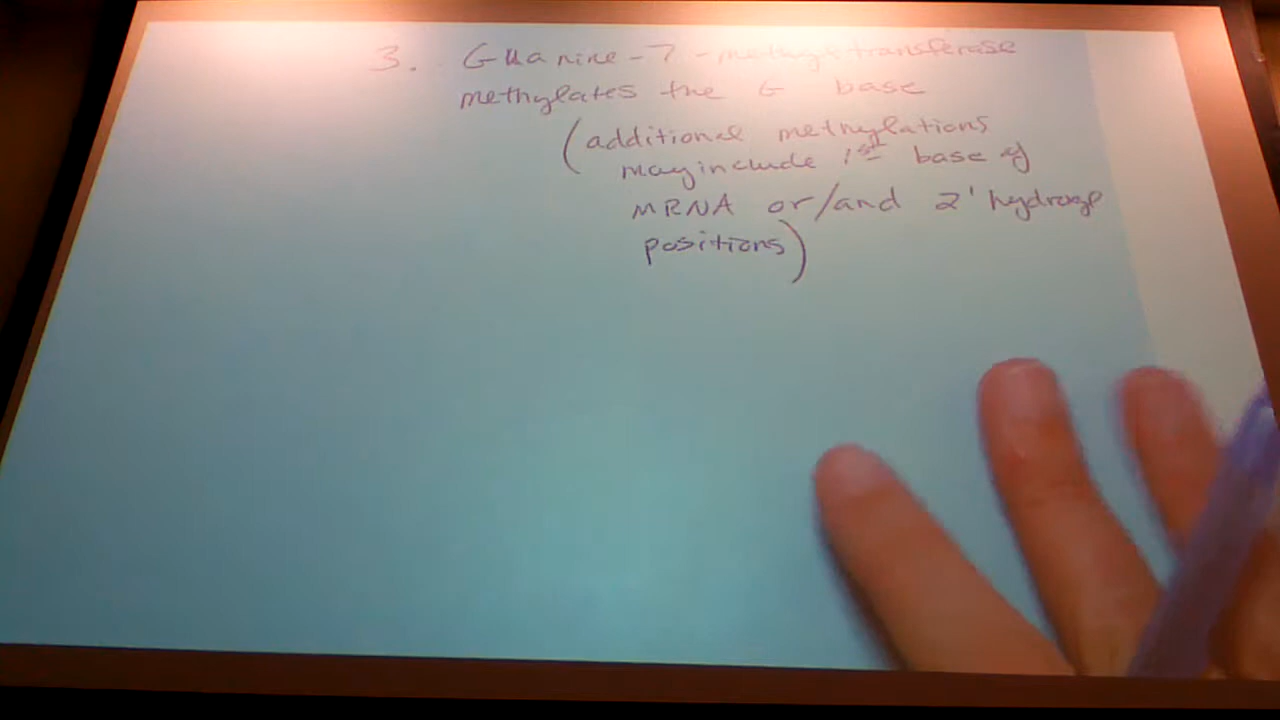 3. Guanine-7-methyltransferase
methylates the G base
(additional methylations
may include 1st base of
mRNA or/and 2' hydroxyl
positions)